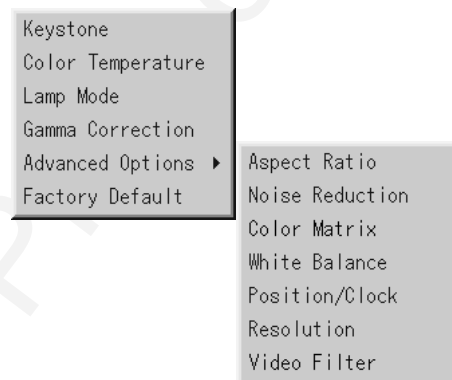 Keystone
Color Temperature
Lamp Mode
Gamma Correction
Advanced Options ▶
Factory Default
Aspect Ratio
Noise Reduction
Color Matrix
White Balance
Position/Clock
Resolution
Video Filter